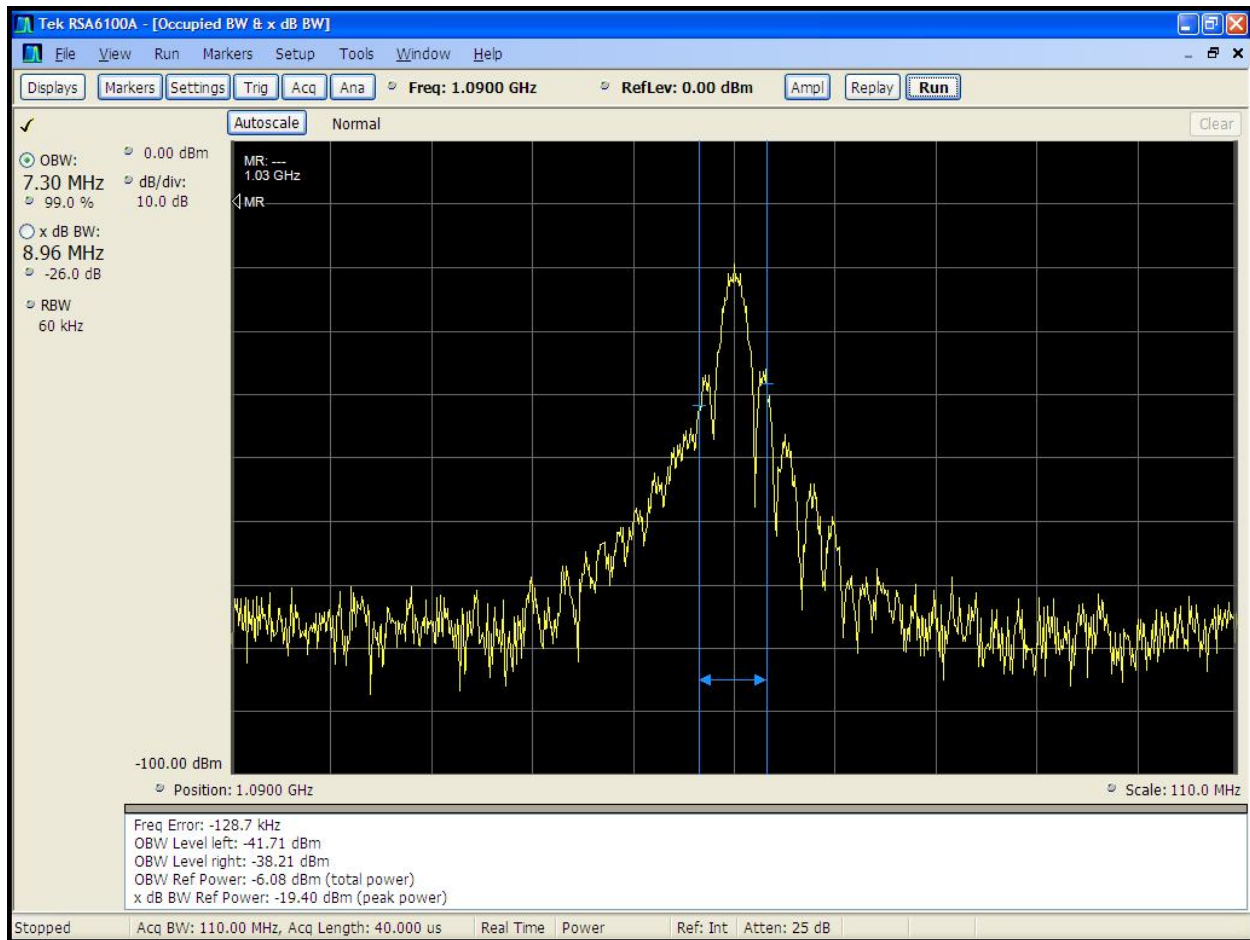 Tek RSA6100A - [Occupied BW & x dB BW]
File View Run Markers Setup Tools Window Help
Displays Markers Settings Trig Acq Ana Freq: 1.0900 GHz RefLev: 0.00 dBm Ampl Replay Run
Autoscale Normal Clear
OBW:
7.30 MHz
99.0 %
x dB BW:
8.96 MHz
-26.0 dB
RBW
60 kHz
0.00 dBm
dB/div:
10.0 dB
MR: ---
1.03 GHz
MR
-100.00 dBm
Position: 1.0900 GHz Scale: 110.0 MHz
Freq Error: -128.7 kHz
OBW Level left: -41.71 dBm
OBW Level right: -38.21 dBm
OBW Ref Power: -6.08 dBm (total power)
x dB BW Ref Power: -19.40 dBm (peak power)
Stopped Acq BW: 110.00 MHz, Acq Length: 40.000 us Real Time Power Ref: Int Atten: 25 dB